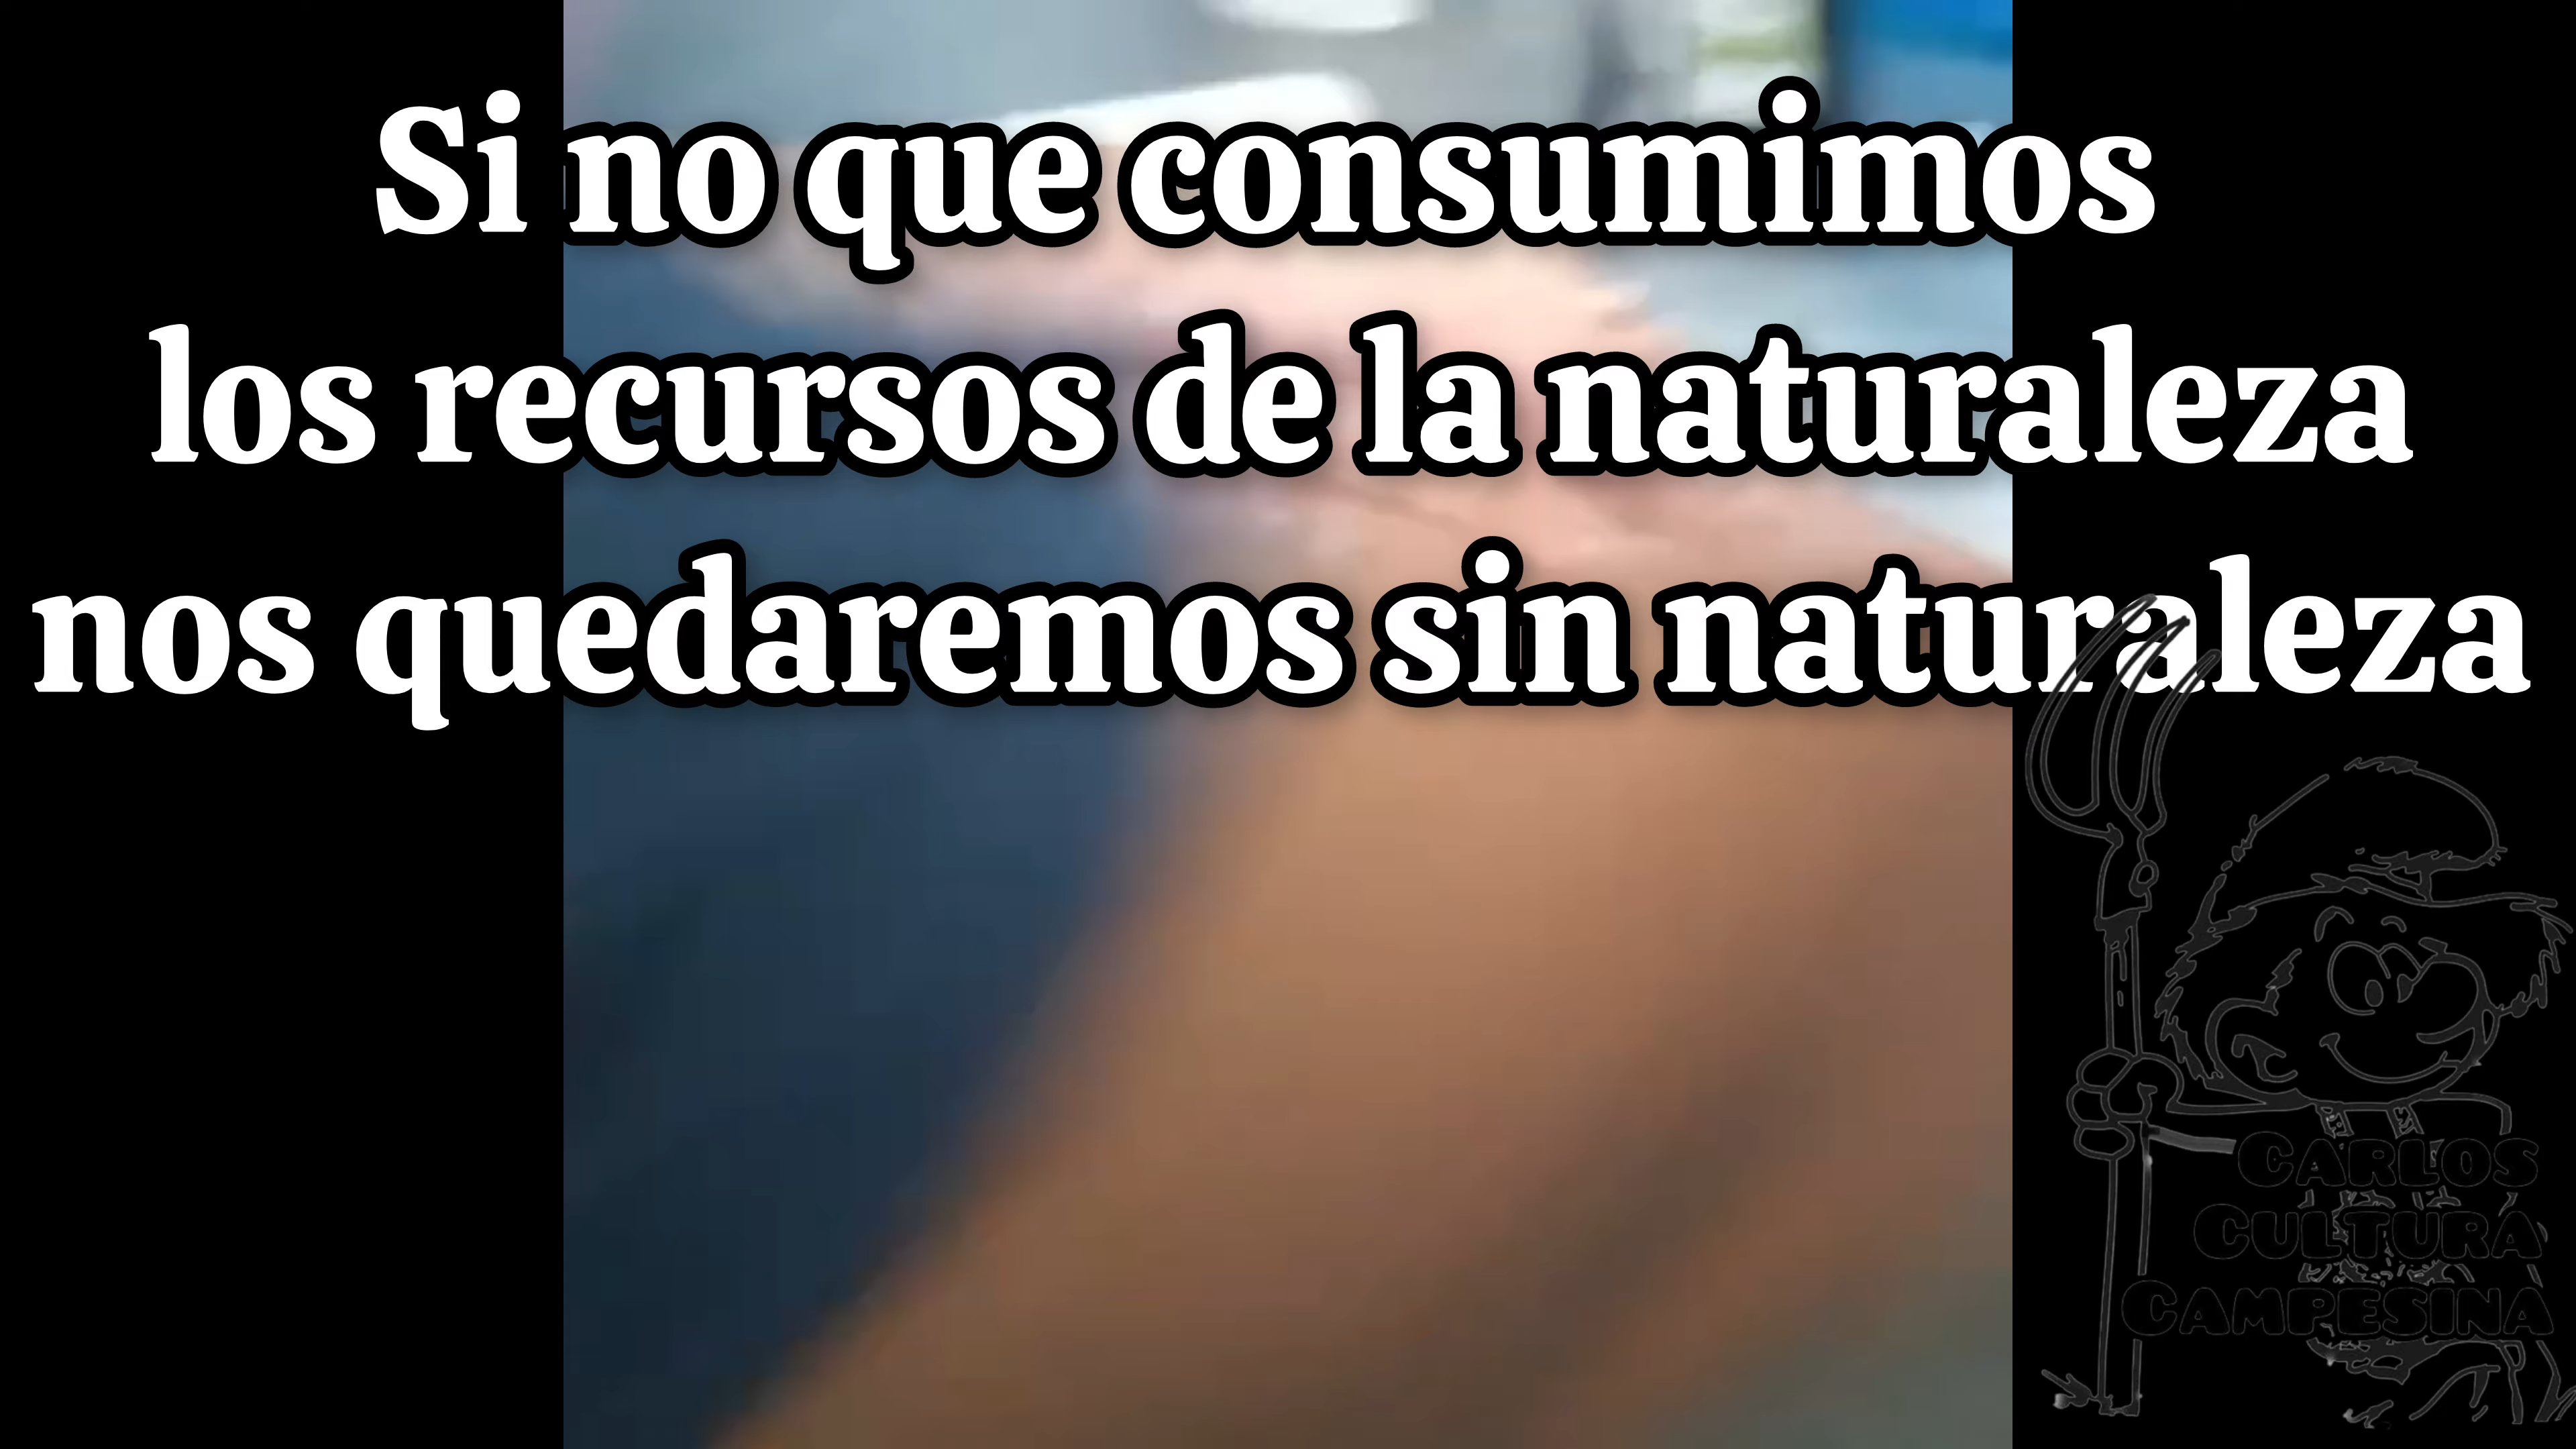 Si no que consumimos
los recursos de la naturaleza
nos quedaremos sin naturaleza
CARLOS
CULTURA
CAMPESINA